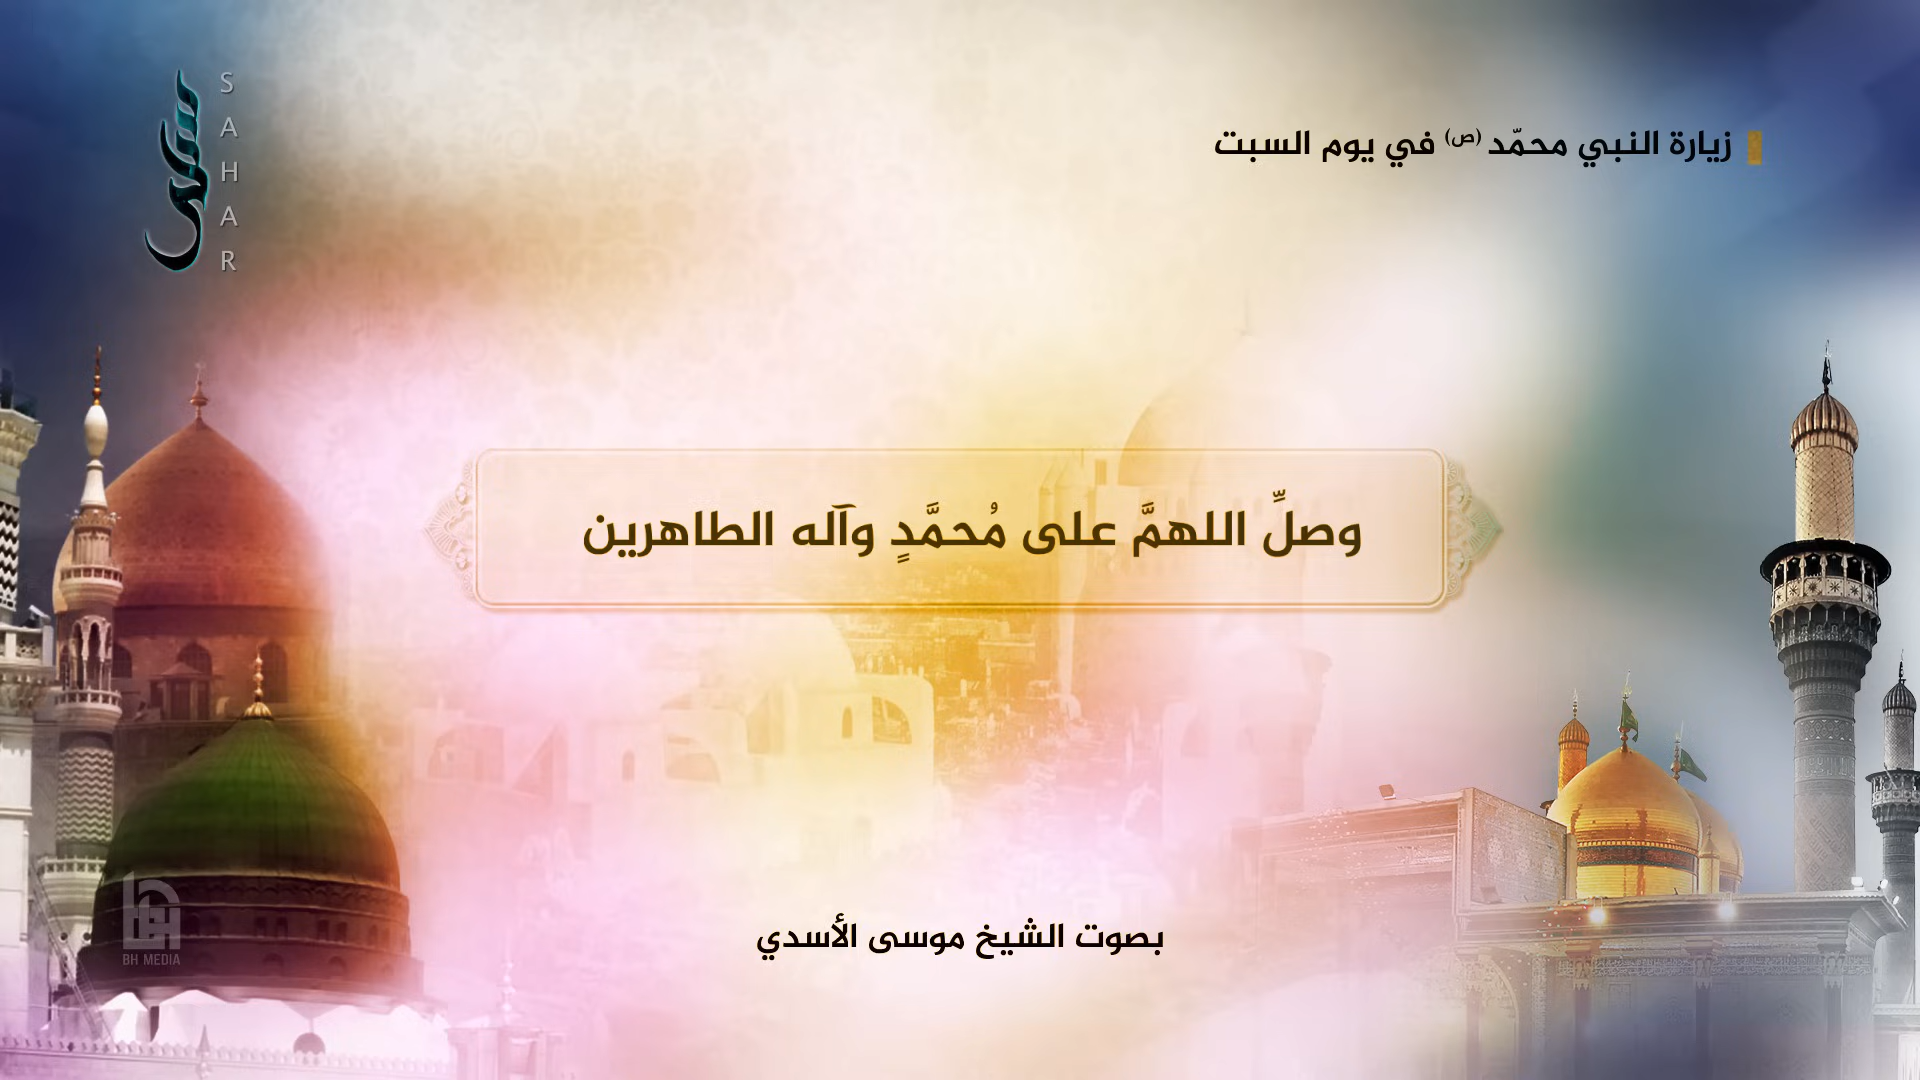 زيارة النبي محمّد (ص) في يوم السبت
سحر
SAHAR
وصلِّ اللهمَّ على مُحمَّدٍ وآله الطاهرين
بصوت الشيخ موسى الأسدي
BH MEDIA